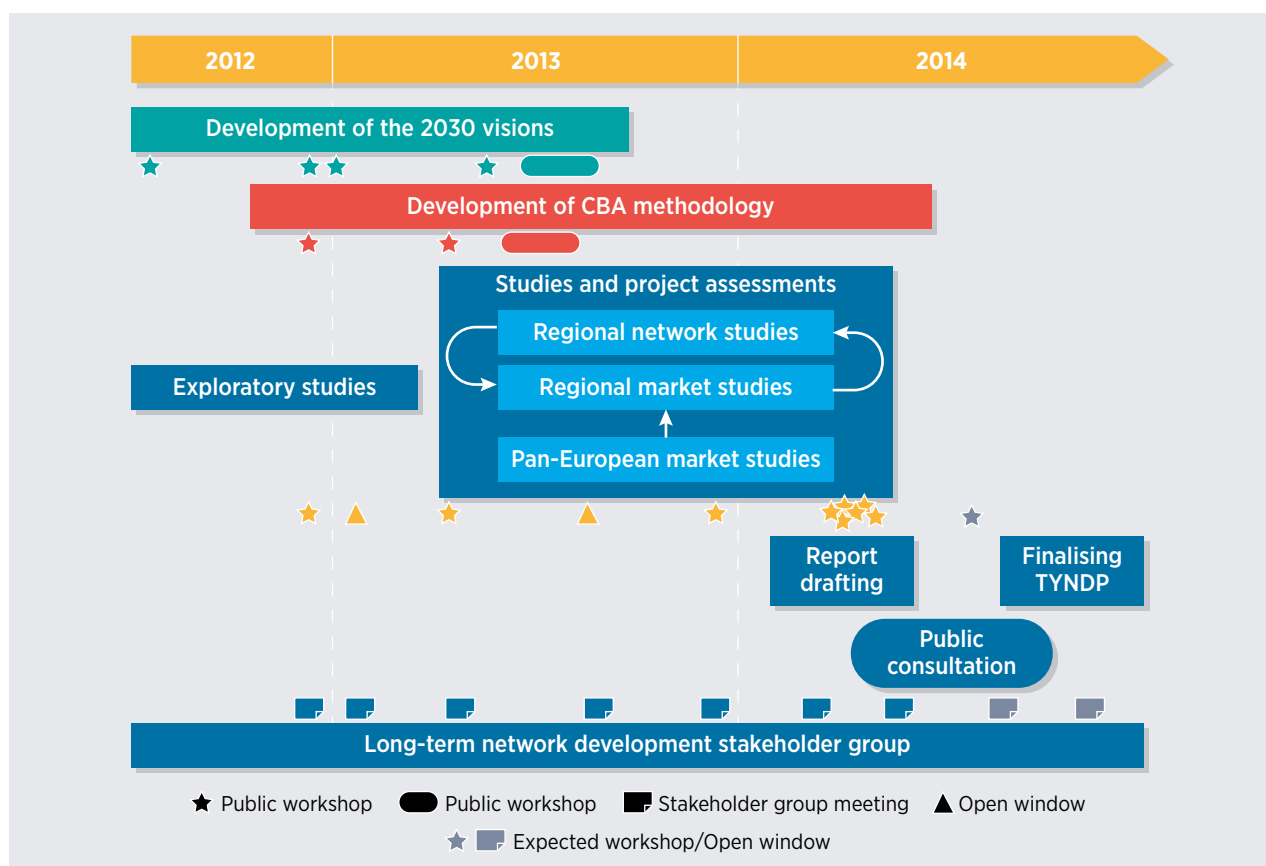 2012 2013 2014
Development of the 2030 visions
Development of CBA methodology
Studies and project assessments
Regional network studies
Exploratory studies
Regional market studies
Pan-European market studies
Report
drafting
Finalising
TYNDP
Public
consultation
Long-term network development stakeholder group
Public workshop Public workshop Stakeholder group meeting Open window
Expected workshop/Open window